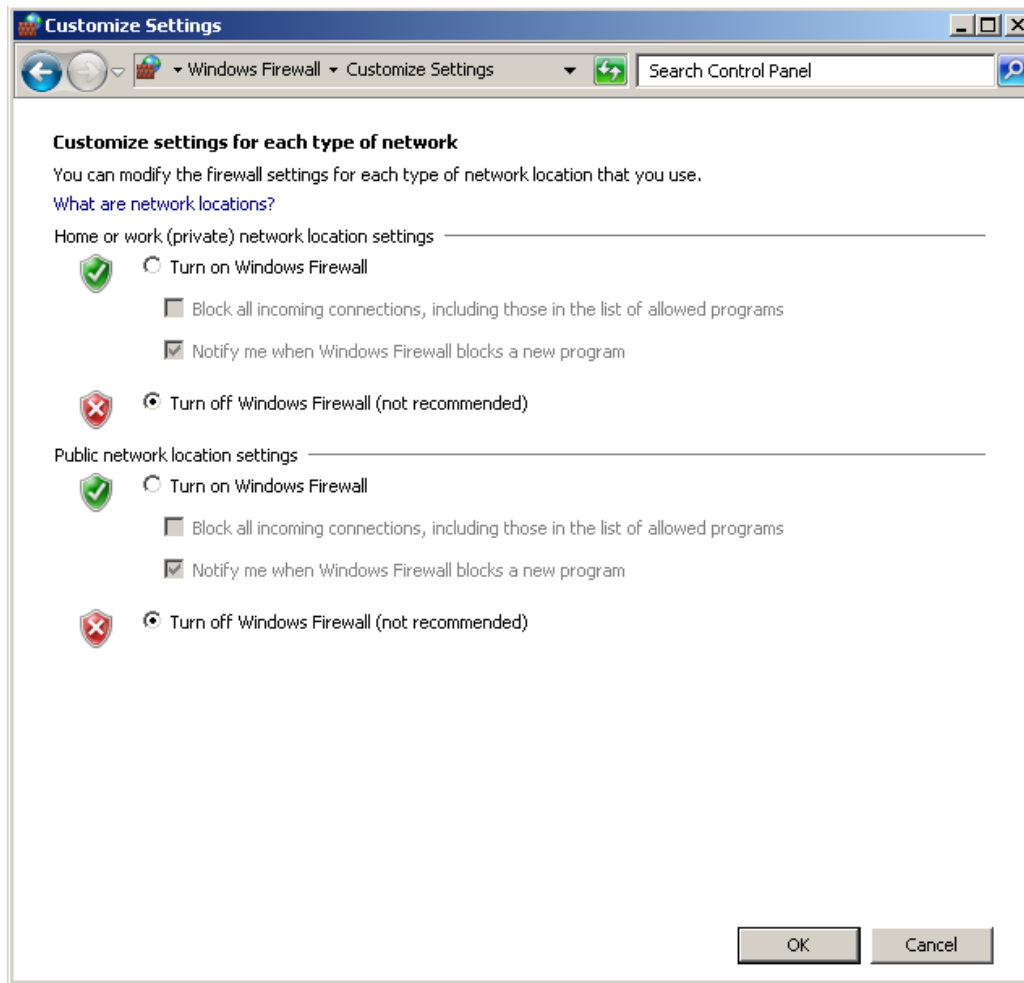 Customize Settings
Windows Firewall Customize Settings Search Control Panel
Customize settings for each type of network
You can modify the firewall settings for each type of network location that you use.
What are network locations?
Home or work (private) network location settings
Turn on Windows Firewall
Block all incoming connections, including those in the list of allowed programs
Notify me when Windows Firewall blocks a new program
Turn off Windows Firewall (not recommended)
Public network location settings
Turn on Windows Firewall
Block all incoming connections, including those in the list of allowed programs
Notify me when Windows Firewall blocks a new program
Turn off Windows Firewall (not recommended)
OK Cancel